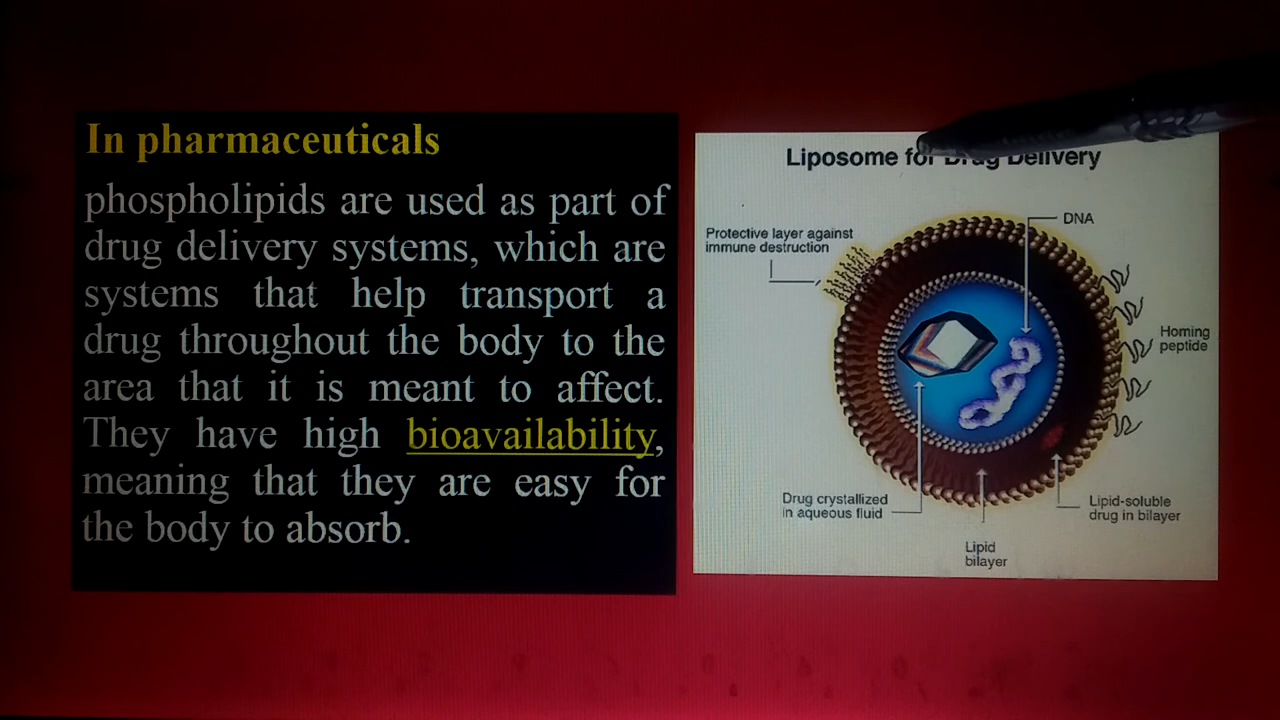 In pharmaceuticals
phospholipids are used as part of
drug delivery systems, which are
systems that help transport a
drug throughout the body to the
area that it is meant to affect.
They have high bioavailability,
meaning that they are easy for
the body to absorb.
Liposome for Drug Delivery
DNA
Protective layer against
immune destruction
Homing
peptide
Drug crystallized
in aqueous fluid
Lipid-soluble
drug in bilayer
Lipid
bilayer